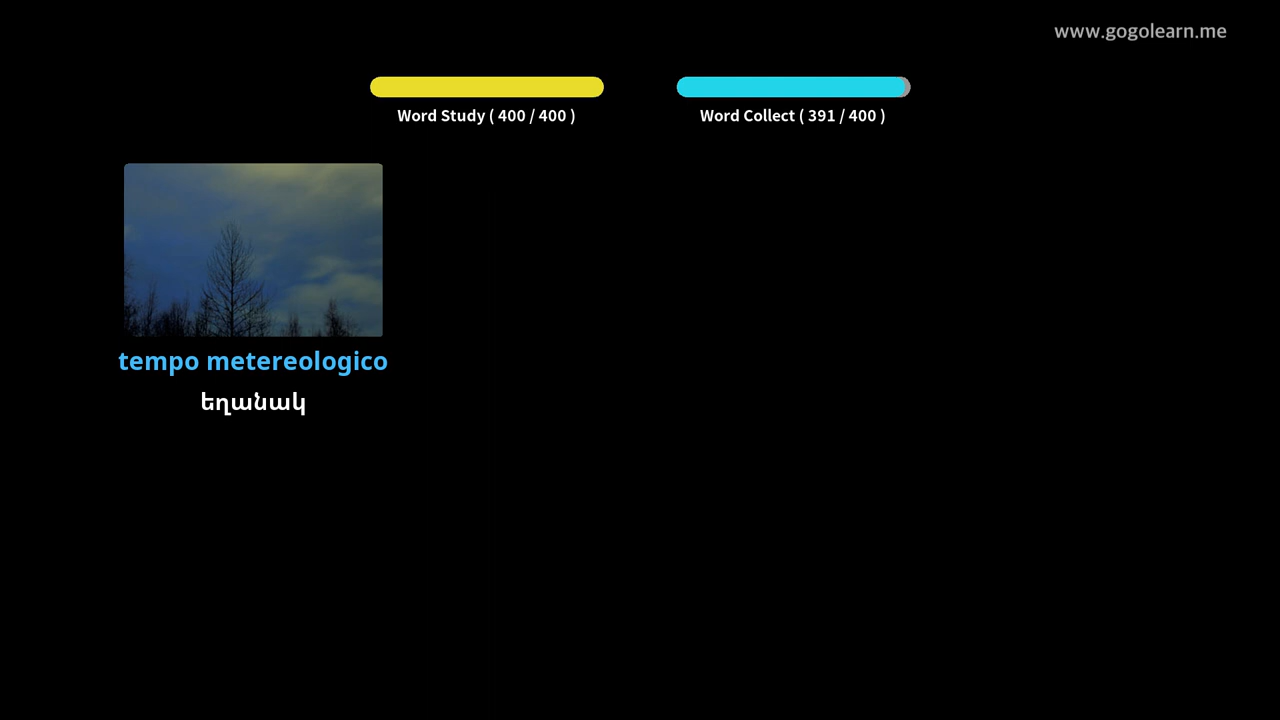 www.gogolearn.me
Word Study ( 400 / 400 )
Word Collect ( 391 / 400 )
tempo metereologico
եղանակ